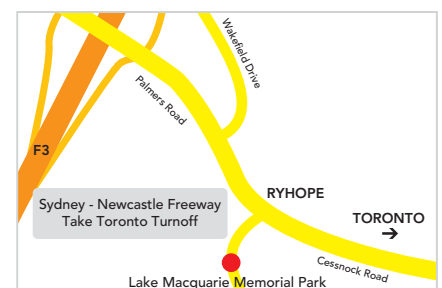 Wakefield Drive
Palmers Road
F3
Sydney - Newcastle Freeway
Take Toronto Turnoff
RYHOPE
TORONTO
→
Cessnock Road
Lake Macquarie Memorial Park